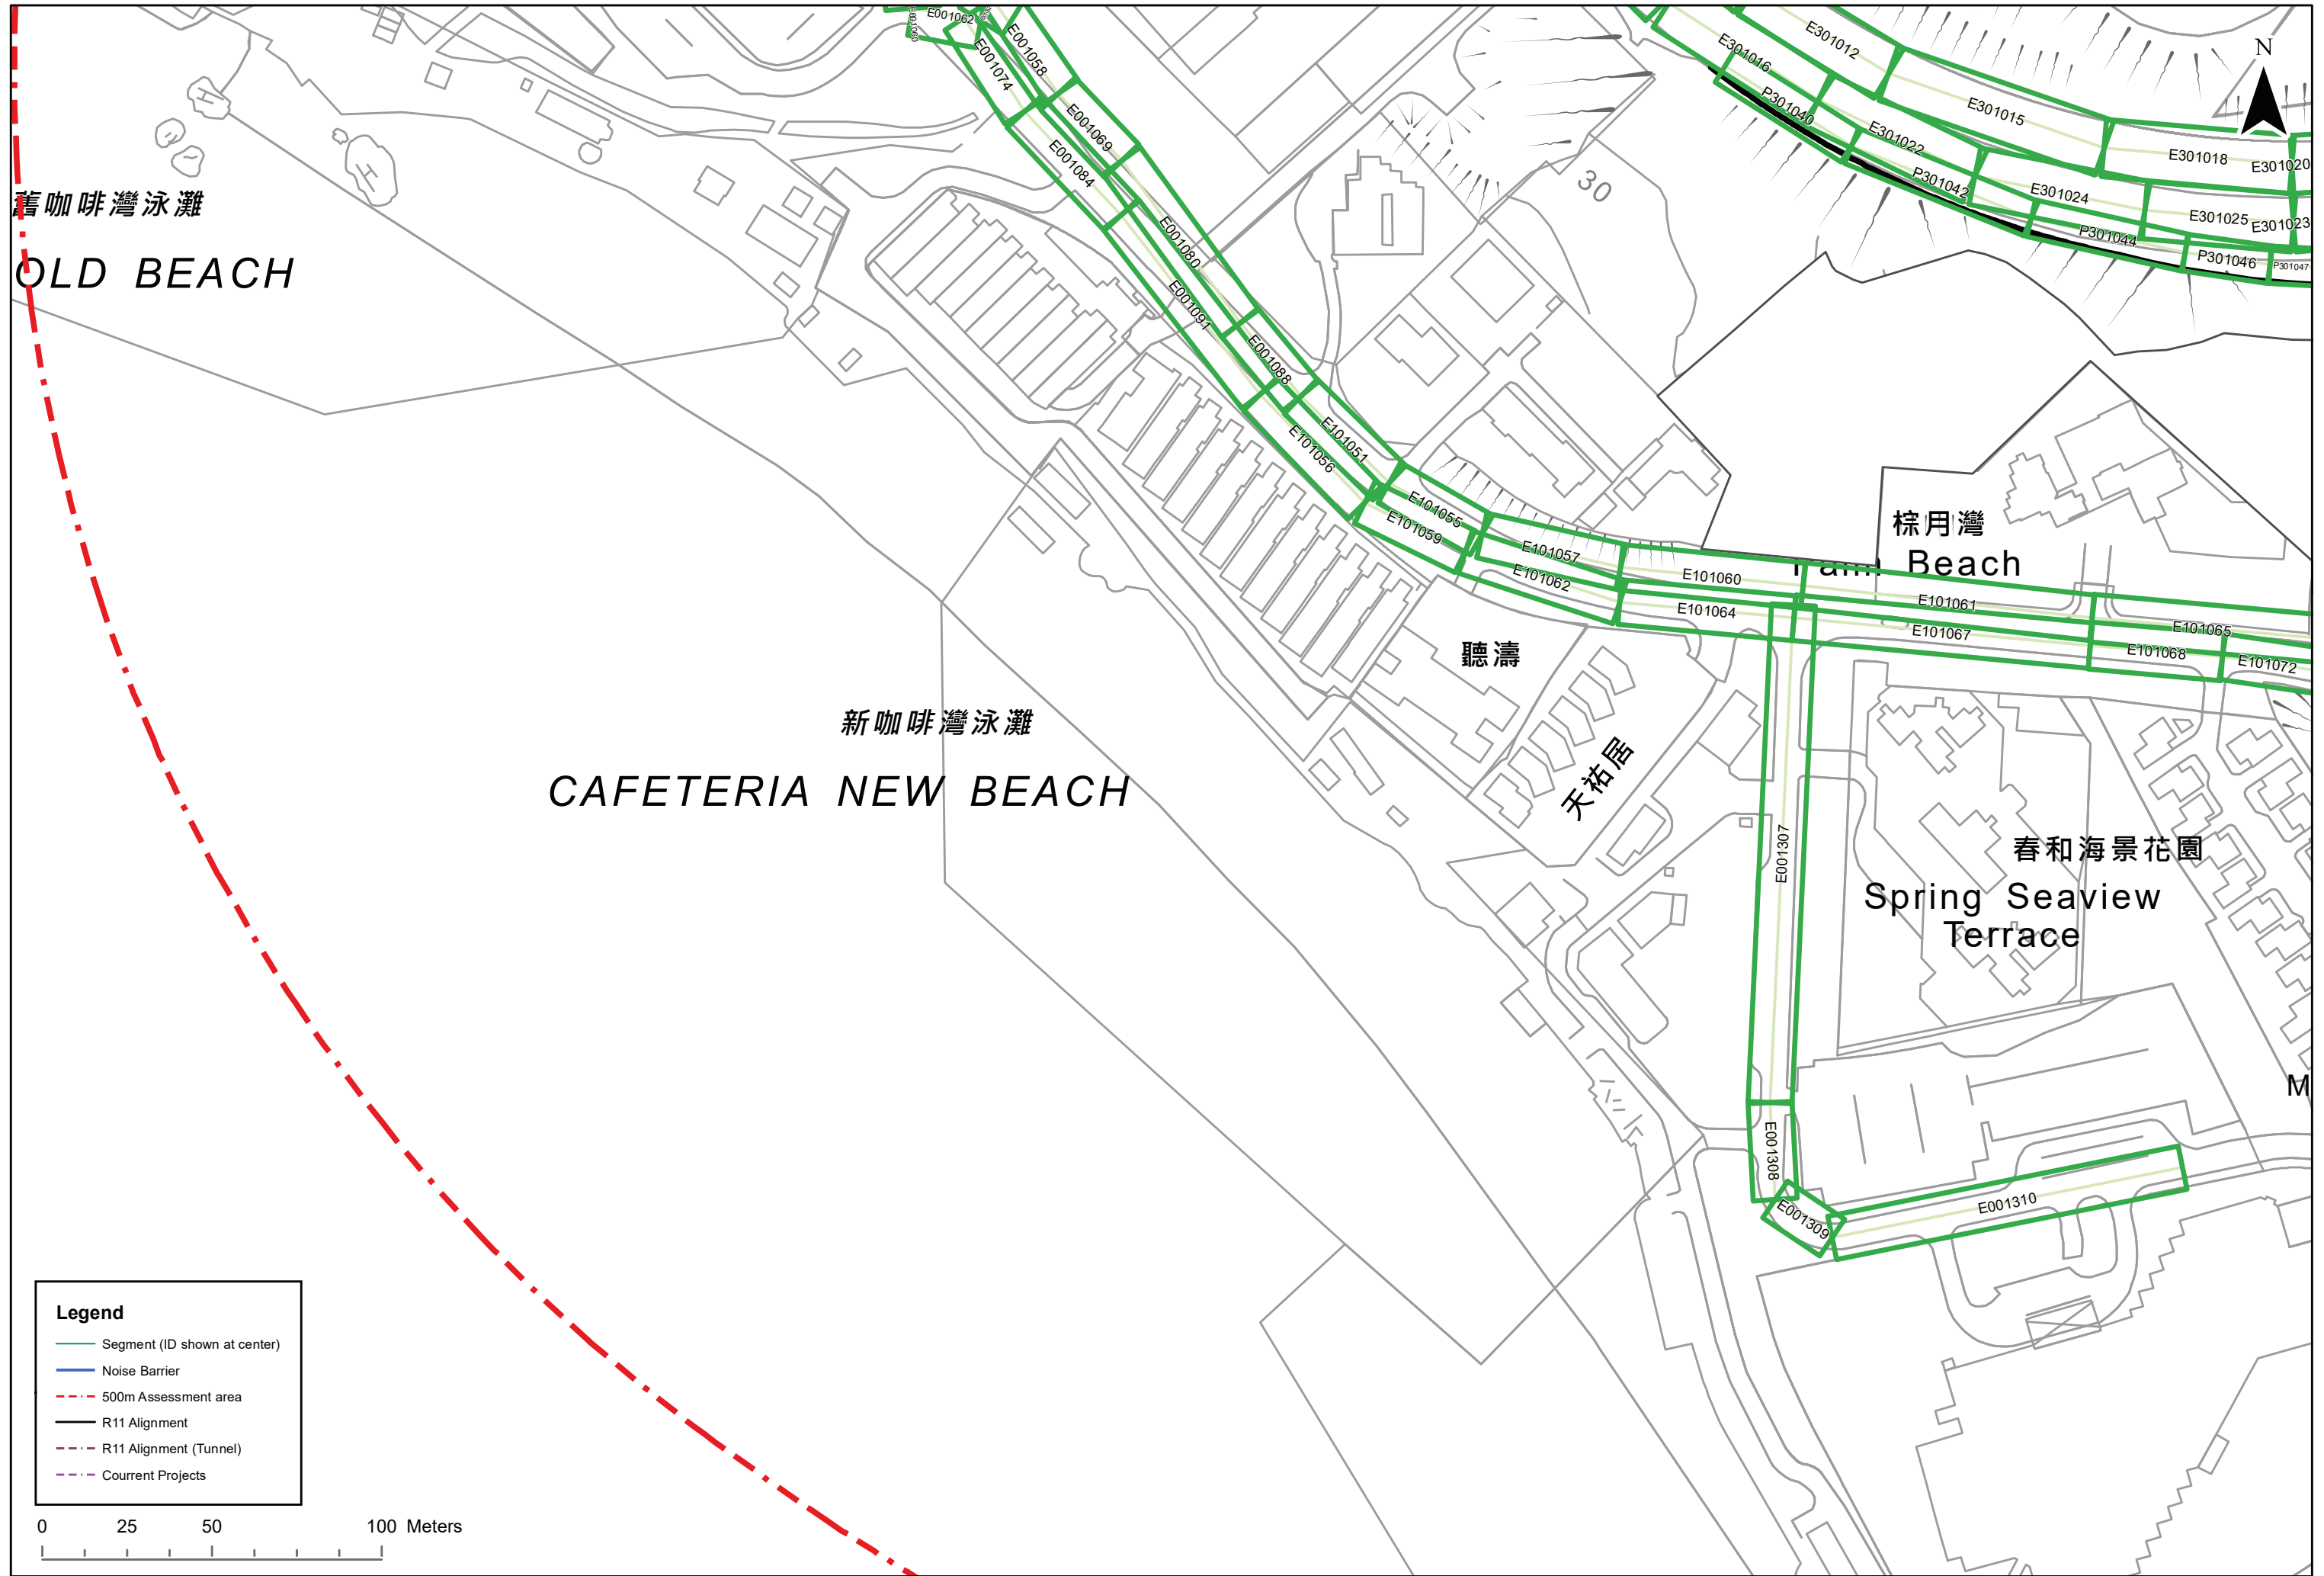 E001062
E001060
E001058
E001074
E001069
E001084
E001080
E001091
E001088
E101051
E101056
E101055
E101059
E101057
E101062
E101060
E101064
E101061
E101067
E101065
E101068
E101072
E301012
E301016
E301015
P301040
E301022
E301018
E301020
P301042
E301024
E301025
E301023
P301044
P301046
P301047
N
30
舊咖啡灣泳灘
OLD BEACH
棕月灣
Beach
聽濤
天祐居
新咖啡灣泳灘
CAFETERIA NEW BEACH
春和海景花園
Spring Seaview
Terrace
M
E001307
E001308
E001309
E001310
Legend
Segment (ID shown at center)
Noise Barrier
500m Assessment area
R11 Alignment
R11 Alignment (Tunnel)
Courrent Projects
0 25 50 100 Meters